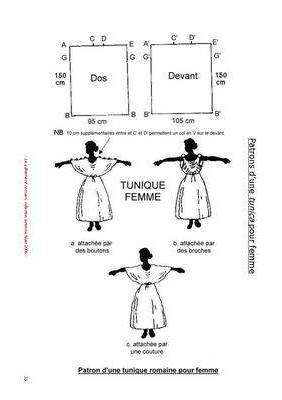 C D
A E
G G
150 cm
Dos
B B'
95 cm
C' D'
A' E'
G' G'
Devant
150 cm
B' B'
105 cm
NB 10 cm supplémentaires entre et C' et D' permettent un col en V sur le devant.
TUNIQUE
FEMME
a. attachée par
des boutons
b. attachée par
des broches
c. attachée par
une couture
Patron d'une tunique romaine pour femme
Patrons d'une tunica pour femme